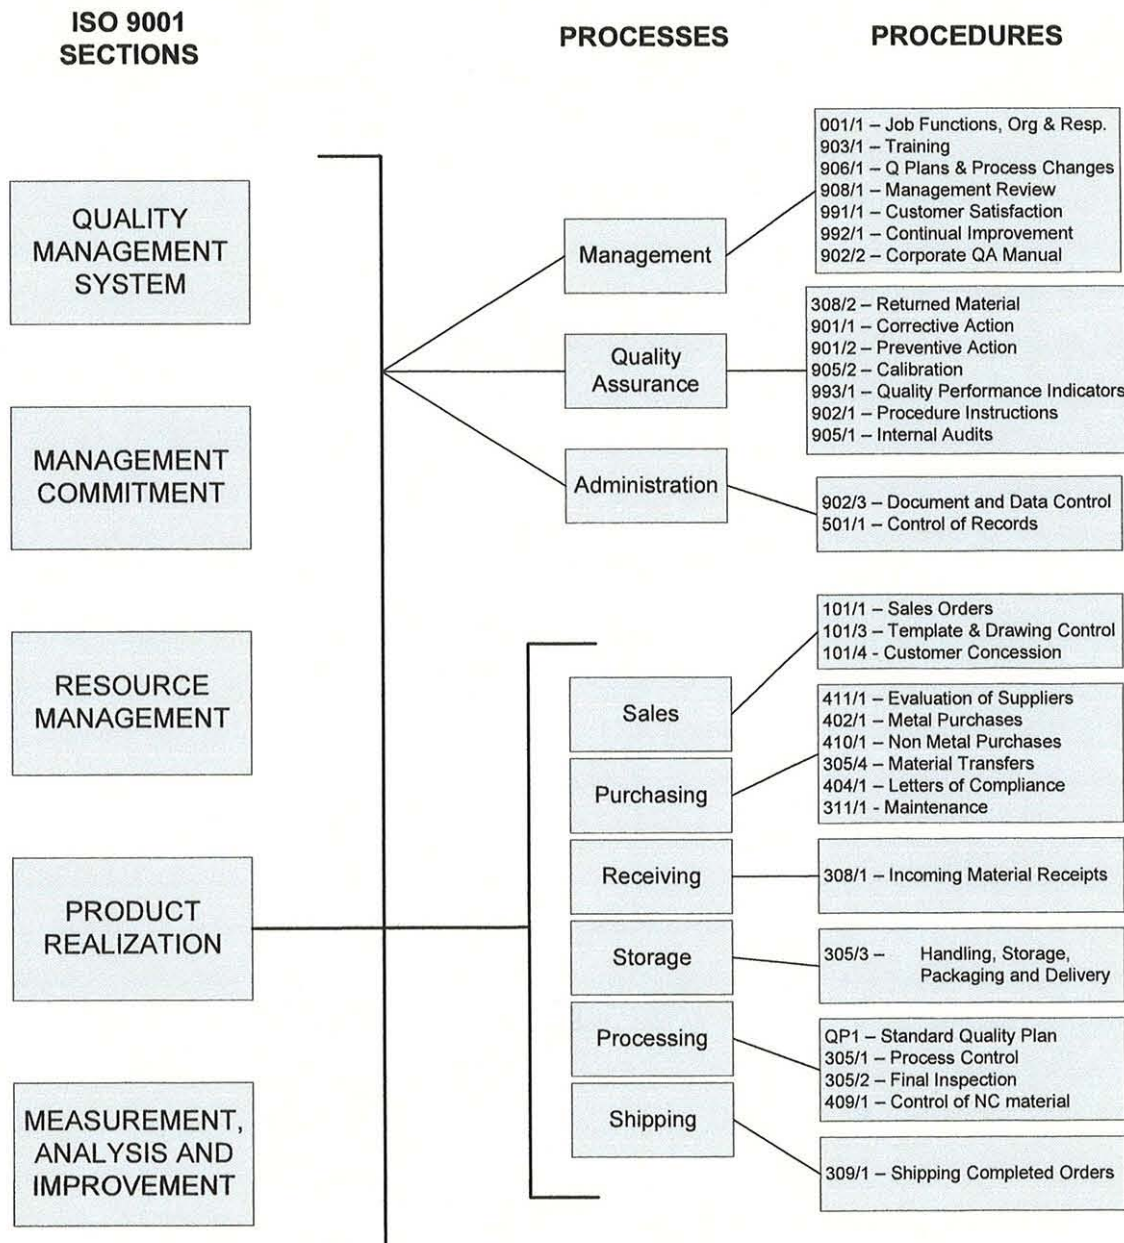 ISO 9001
SECTIONS
PROCESSES
PROCEDURES
QUALITY
MANAGEMENT
SYSTEM
MANAGEMENT
COMMITMENT
RESOURCE
MANAGEMENT
PRODUCT
REALIZATION
MEASUREMENT,
ANALYSIS AND
IMPROVEMENT
Management
001/1 – Job Functions, Org & Resp.
903/1 – Training
906/1 – Q Plans & Process Changes
908/1 – Management Review
991/1 – Customer Satisfaction
992/1 – Continual Improvement
902/2 – Corporate QA Manual
Quality
Assurance
308/2 – Returned Material
901/1 – Corrective Action
901/2 – Preventive Action
905/2 – Calibration
993/1 – Quality Performance Indicators
902/1 – Procedure Instructions
905/1 – Internal Audits
Administration
902/3 – Document and Data Control
501/1 – Control of Records
Sales
101/1 – Sales Orders
101/3 – Template & Drawing Control
101/4 - Customer Concession
Purchasing
411/1 – Evaluation of Suppliers
402/1 – Metal Purchases
410/1 – Non Metal Purchases
305/4 – Material Transfers
404/1 – Letters of Compliance
311/1 - Maintenance
Receiving
308/1 – Incoming Material Receipts
Storage
305/3 – Handling, Storage,
Packaging and Delivery
Processing
QP1 – Standard Quality Plan
305/1 – Process Control
305/2 – Final Inspection
409/1 – Control of NC material
Shipping
309/1 – Shipping Completed Orders